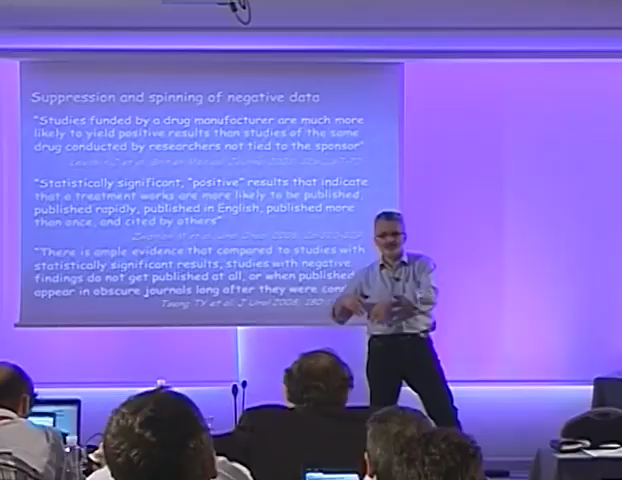 Suppression and spinning of negative data
"Studies funded by a drug manufacturer are much more
likely to yield positive results than studies of the same
drug conducted by researchers not tied to the sponsor"
"Statistically significant, "positive" results that indicate
that a treatment works are more likely to be published,
published rapidly, published in English, published more
than once, and cited by others"
"There is ample evidence that compared to studies with
statistically significant results, studies with negative
findings do not get published at all, or when published
appear in obscure journals long after they were
Tsang TY et al. J Urol 2008, 180: